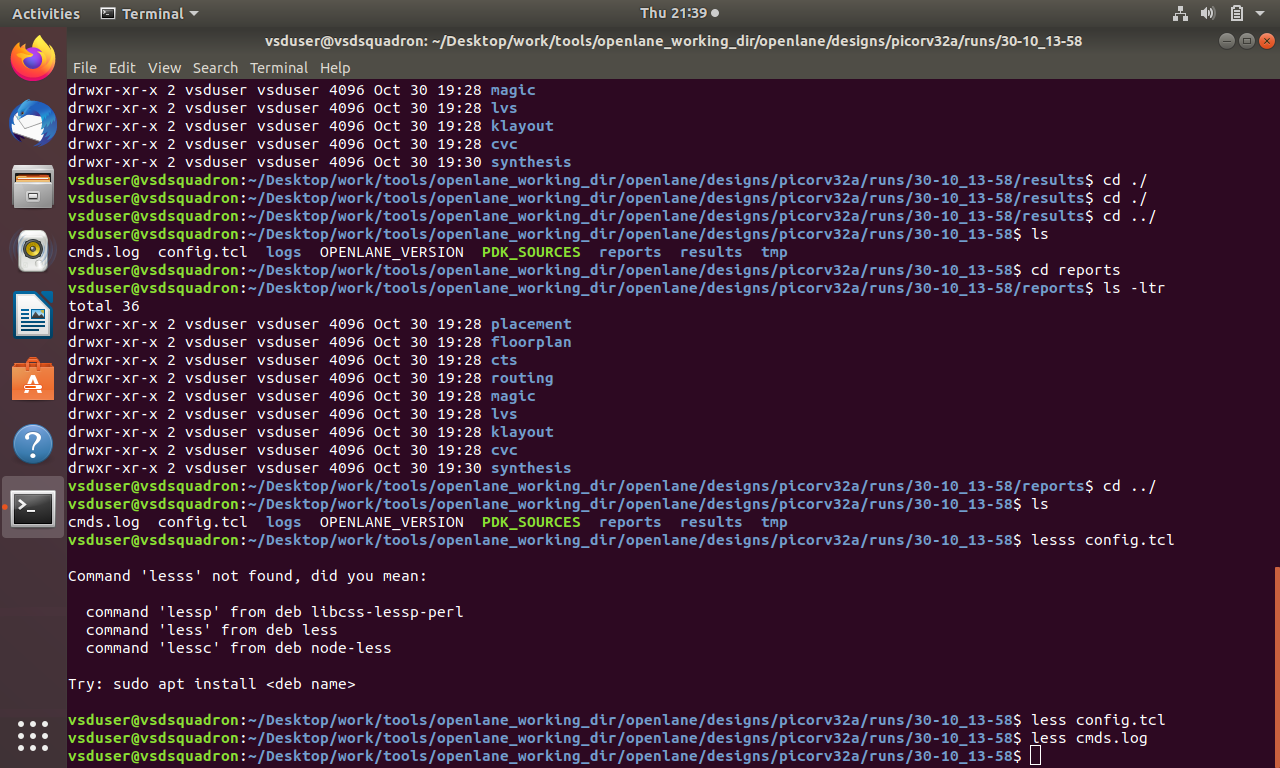 Activities Terminal Thu 21:39
vsduser@vsdsquadron: ~/Desktop/work/tools/openlane_working_dir/openlane/designs/picorv32a/runs/30-10_13-58
File Edit View Search Terminal Help
drwxr-xr-x 2 vsduser vsduser 4096 Oct 30 19:28 magic
drwxr-xr-x 2 vsduser vsduser 4096 Oct 30 19:28 lvs
drwxr-xr-x 2 vsduser vsduser 4096 Oct 30 19:28 klayout
drwxr-xr-x 2 vsduser vsduser 4096 Oct 30 19:28 cvc
drwxr-xr-x 2 vsduser vsduser 4096 Oct 30 19:30 synthesis
vsduser@vsdsquadron:~/Desktop/work/tools/openlane_working_dir/openlane/designs/picorv32a/runs/30-10_13-58/results$ cd ./
vsduser@vsdsquadron:~/Desktop/work/tools/openlane_working_dir/openlane/designs/picorv32a/runs/30-10_13-58/results$ cd ./
vsduser@vsdsquadron:~/Desktop/work/tools/openlane_working_dir/openlane/designs/picorv32a/runs/30-10_13-58/results$ cd ../
vsduser@vsdsquadron:~/Desktop/work/tools/openlane_working_dir/openlane/designs/picorv32a/runs/30-10_13-58$ ls
cmds.log  config.tcl  logs  OPENLANE_VERSION  PDK_SOURCES  reports  results  tmp
vsduser@vsdsquadron:~/Desktop/work/tools/openlane_working_dir/openlane/designs/picorv32a/runs/30-10_13-58$ cd reports
vsduser@vsdsquadron:~/Desktop/work/tools/openlane_working_dir/openlane/designs/picorv32a/runs/30-10_13-58/reports$ ls -ltr
total 36
drwxr-xr-x 2 vsduser vsduser 4096 Oct 30 19:28 placement
drwxr-xr-x 2 vsduser vsduser 4096 Oct 30 19:28 floorplan
drwxr-xr-x 2 vsduser vsduser 4096 Oct 30 19:28 cts
drwxr-xr-x 2 vsduser vsduser 4096 Oct 30 19:28 routing
drwxr-xr-x 2 vsduser vsduser 4096 Oct 30 19:28 magic
drwxr-xr-x 2 vsduser vsduser 4096 Oct 30 19:28 lvs
drwxr-xr-x 2 vsduser vsduser 4096 Oct 30 19:28 klayout
drwxr-xr-x 2 vsduser vsduser 4096 Oct 30 19:28 cvc
drwxr-xr-x 2 vsduser vsduser 4096 Oct 30 19:30 synthesis
vsduser@vsdsquadron:~/Desktop/work/tools/openlane_working_dir/openlane/designs/picorv32a/runs/30-10_13-58/reports$ cd ../
vsduser@vsdsquadron:~/Desktop/work/tools/openlane_working_dir/openlane/designs/picorv32a/runs/30-10_13-58$ ls
cmds.log  config.tcl  logs  OPENLANE_VERSION  PDK_SOURCES  reports  results  tmp
vsduser@vsdsquadron:~/Desktop/work/tools/openlane_working_dir/openlane/designs/picorv32a/runs/30-10_13-58$ lesss config.tcl
Command 'lesss' not found, did you mean:
command 'lessp' from deb libcss-lessp-perl
command 'less' from deb less
command 'lessc' from deb node-less
Try: sudo apt install <deb name>
vsduser@vsdsquadron:~/Desktop/work/tools/openlane_working_dir/openlane/designs/picorv32a/runs/30-10_13-58$ less config.tcl
vsduser@vsdsquadron:~/Desktop/work/tools/openlane_working_dir/openlane/designs/picorv32a/runs/30-10_13-58$ less cmds.log
vsduser@vsdsquadron:~/Desktop/work/tools/openlane_working_dir/openlane/designs/picorv32a/runs/30-10_13-58$